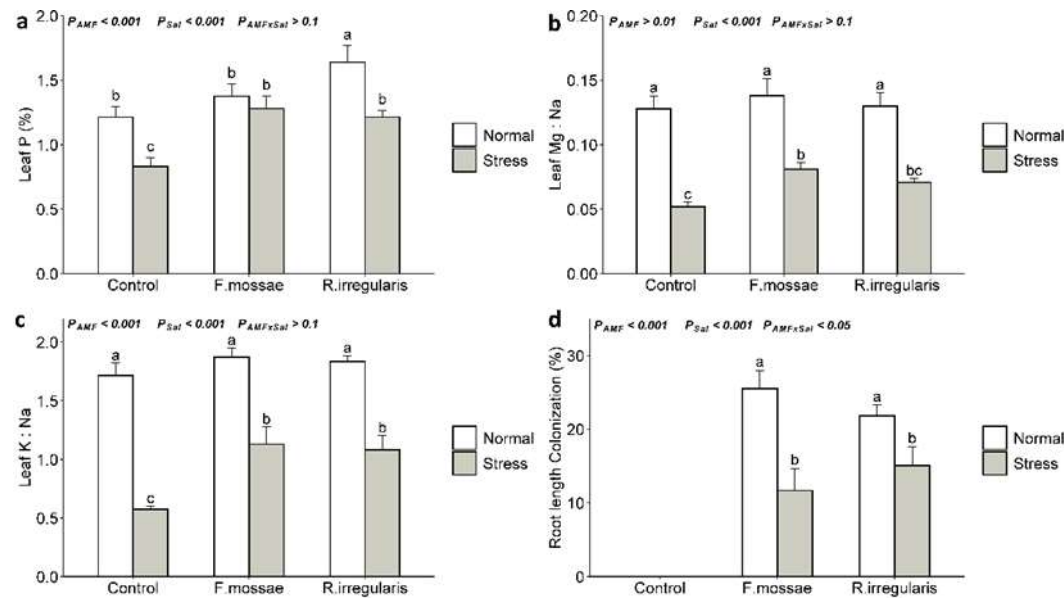 a
P_AMF < 0.001 P_Sal < 0.001 P_AMFxSal > 0.1
Leaf P (%)
2.0
1.5
1.0
0.5
0.0
a
b
b
b
b
c
Normal
Stress
Control F.mossae R.irregularis
b
P_AMF > 0.01 P_Sal < 0.001 P_AMFxSal > 0.1
Leaf Mg : Na
0.20
0.15
0.10
0.05
0.00
a
a
a
b
bc
c
Normal
Stress
Control F.mossae R.irregularis
c
P_AMF < 0.001 P_Sal < 0.001 P_AMFxSal > 0.1
Leaf K : Na
2.0
1.5
1.0
0.5
0.0
a
a
a
b
b
c
Normal
Stress
Control F.mossae R.irregularis
d
P_AMF < 0.001 P_Sal < 0.001 P_AMFxSal < 0.05
Root length Colonization (%)
30
20
10
0
a
a
b
b
Normal
Stress
Control F.mossae R.irregularis